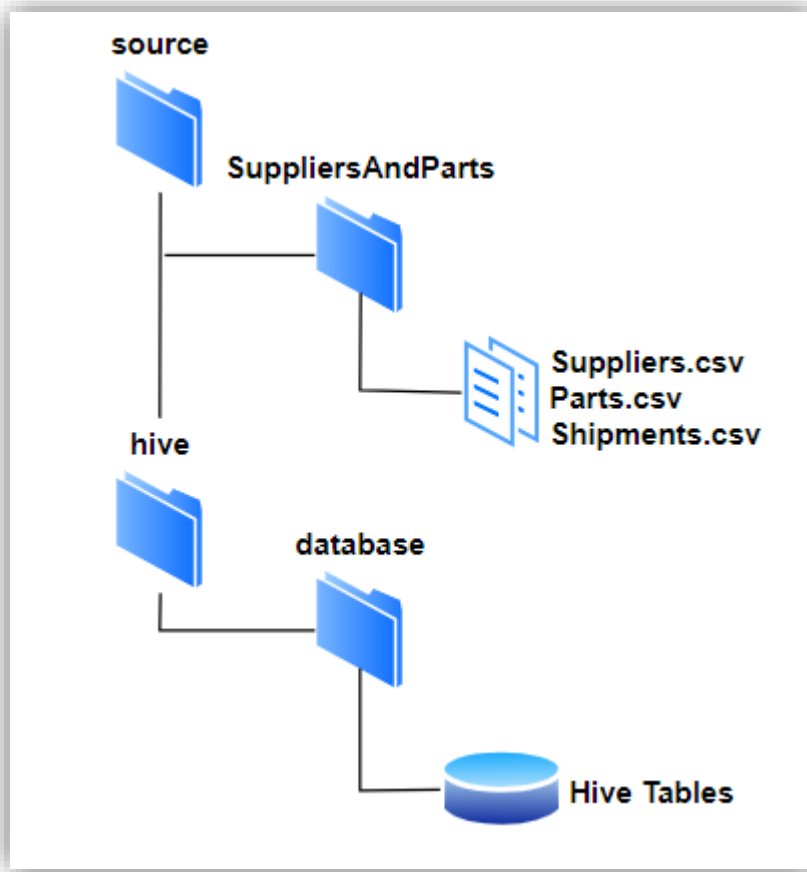 source
SuppliersAndParts
Suppliers.csv
Parts.csv
Shipments.csv
hive
database
Hive Tables